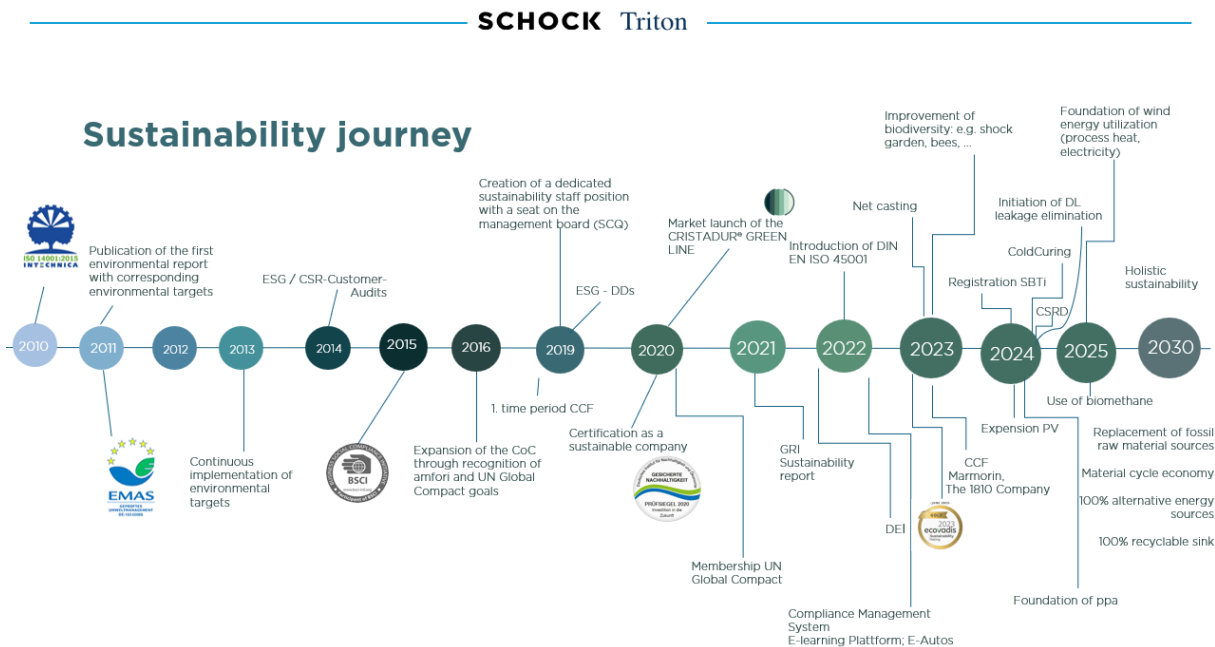 SCHOCK Triton
Sustainability journey
ISO 14001:2015
INTECHNICA
Publication of the first
environmental report
with corresponding
environmental targets
ESG / CSR-Customer-
Audits
Creation of a dedicated
sustainability staff position
with a seat on the
management board (SCQ)
ESG - DDs
Market launch of the
CRISTADUR® GREEN
LINE
Introduction of DIN
EN ISO 45001
Net casting
Improvement of
biodiversity: e.g. shock
garden, bees, ...
Registration SBTi
Initiation of DL
leakage elimination
ColdCuring
CSRD
Foundation of wind
energy utilization
(process heat,
electricity)
Holistic
sustainability
2010
2011
2012
2013
2014
2015
2016
2019
2020
2021
2022
2023
2024
2025
2030
EMAS
Continuous
implementation of
environmental
targets
BSCI
Expansion of the CoC
through recognition of
amfori and UN Global
Compact goals
1. time period CCF
Certification as a
sustainable company
GESICHERTE
NACHHALTIGKEIT
PRÜFSIEGEL 2020
Investition in die
Zukunft
Membership UN
Global Compact
GRI
Sustainability
report
DEI
Compliance Management
System
E-learning Plattform; E-Autos
CCF
Marmorin,
The 1810 Company
2023
ecovadis
Sustainability
Rating
Expension PV
Foundation of ppa
Use of biomethane
Replacement of fossil
raw material sources
Material cycle economy
100% alternative energy
sources
100% recyclable sink